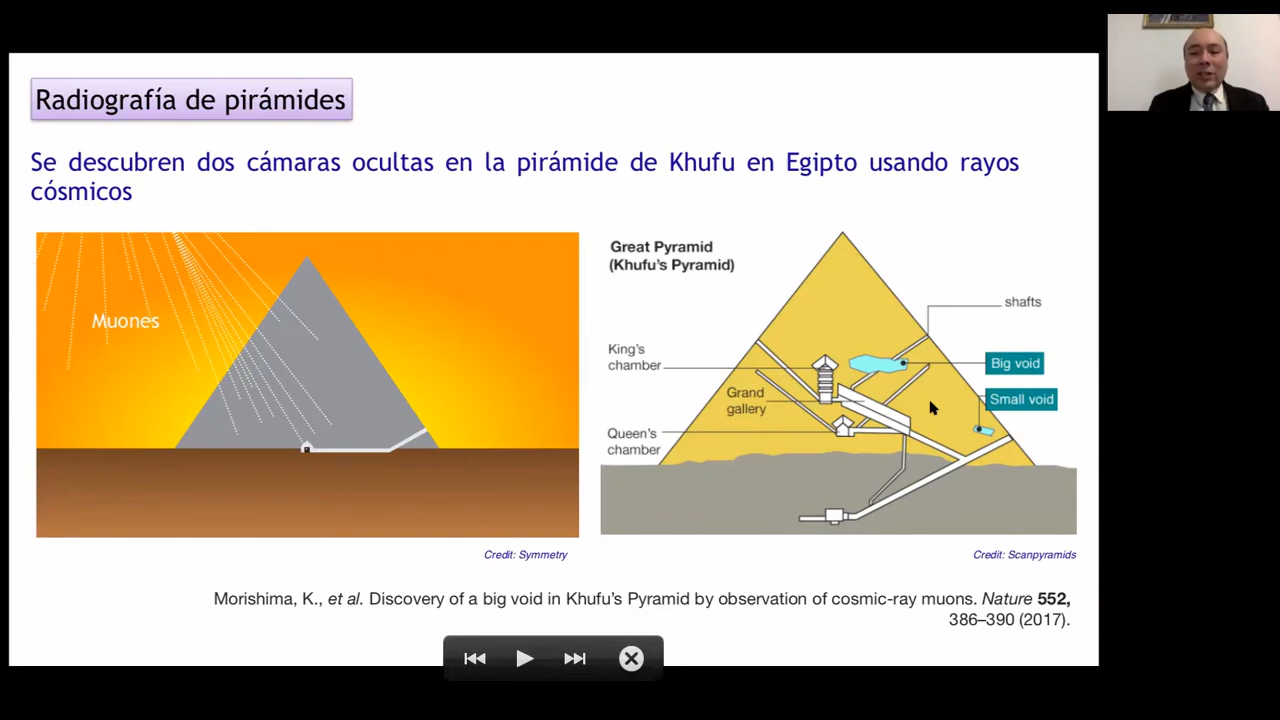 Radiografía de pirámides
Se descubren dos cámaras ocultas en la pirámide de Khufu en Egipto usando rayos
cósmicos
Muones
Credit: Symmetry
Great Pyramid
(Khufu's Pyramid)
shafts
King's
chamber
Big void
Grand
gallery
Small void
Queen's
chamber
Credit: Scanpyramids
Morishima, K., et al. Discovery of a big void in Khufu's Pyramid by observation of cosmic-ray muons. Nature 552,
386–390 (2017).